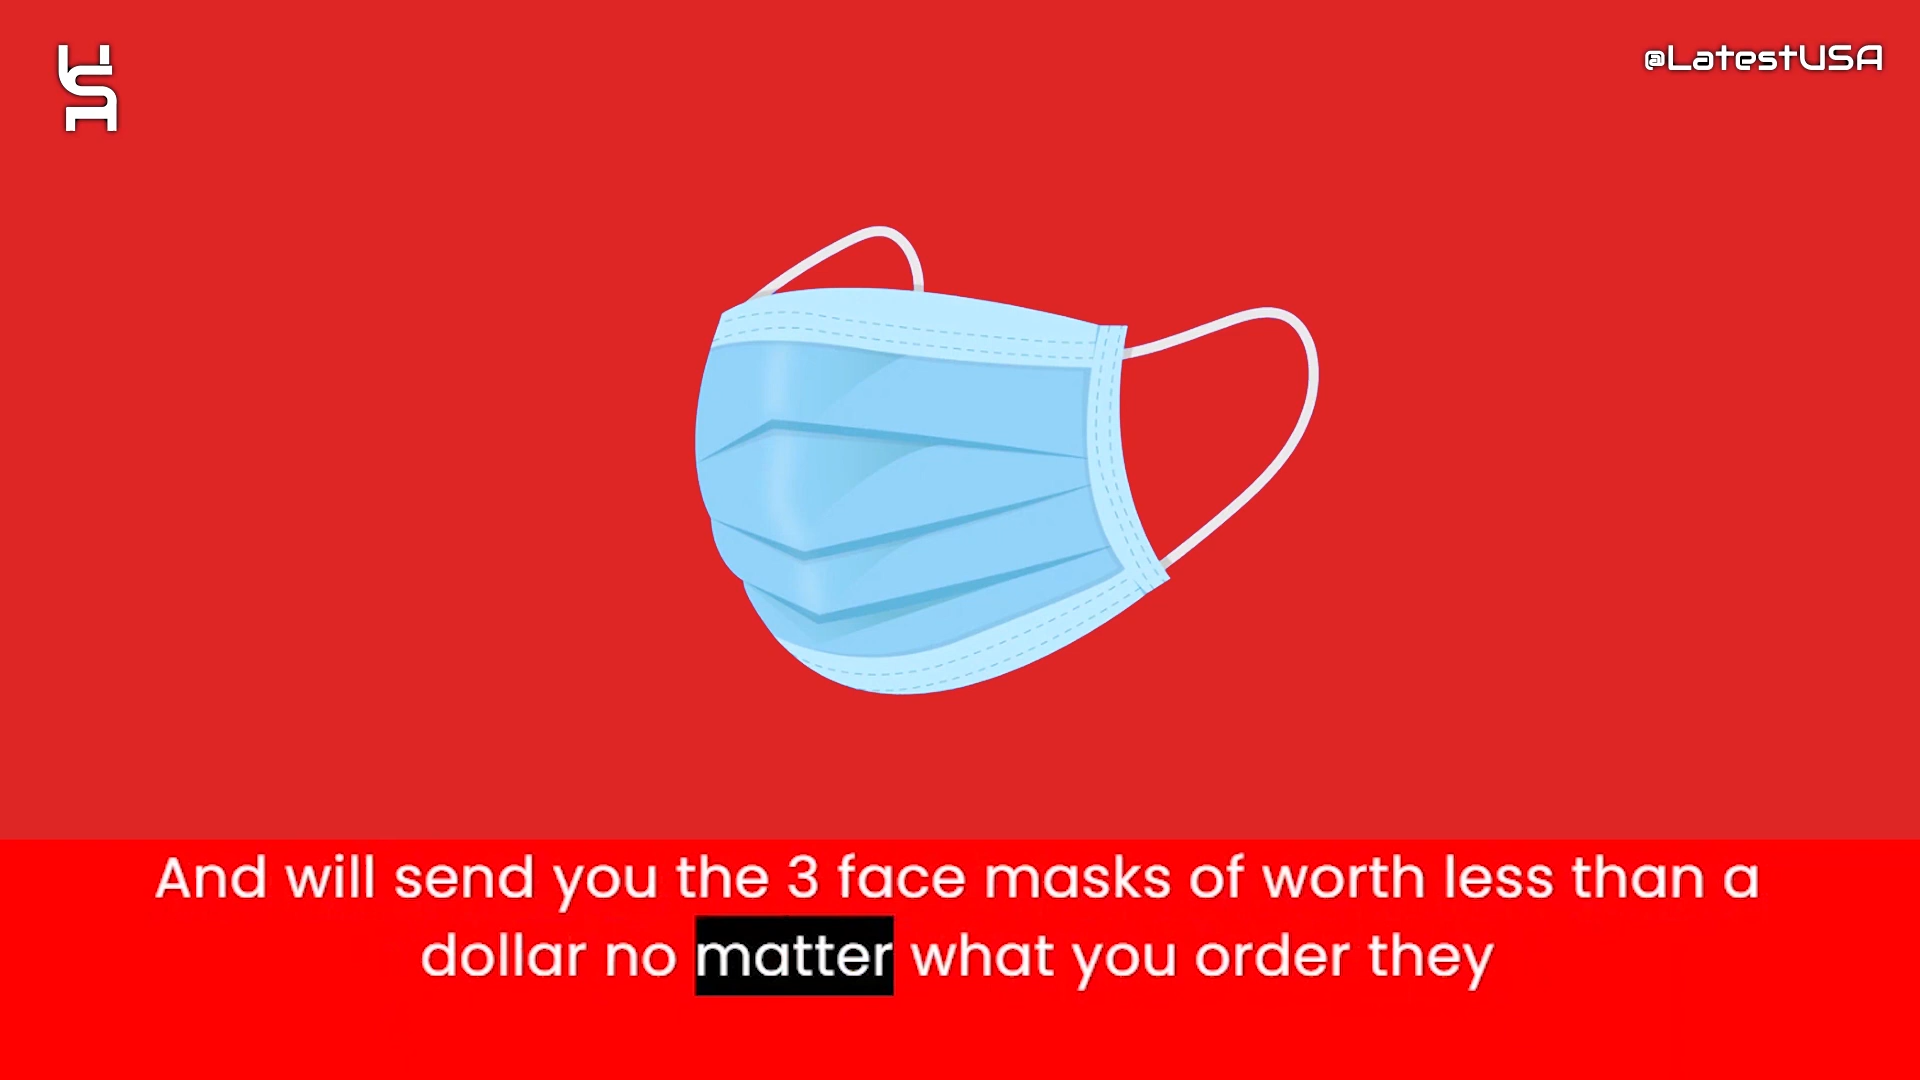 USA
@LatestUSA
And will send you the 3 face masks of worth less than a
dollar no matter what you order they